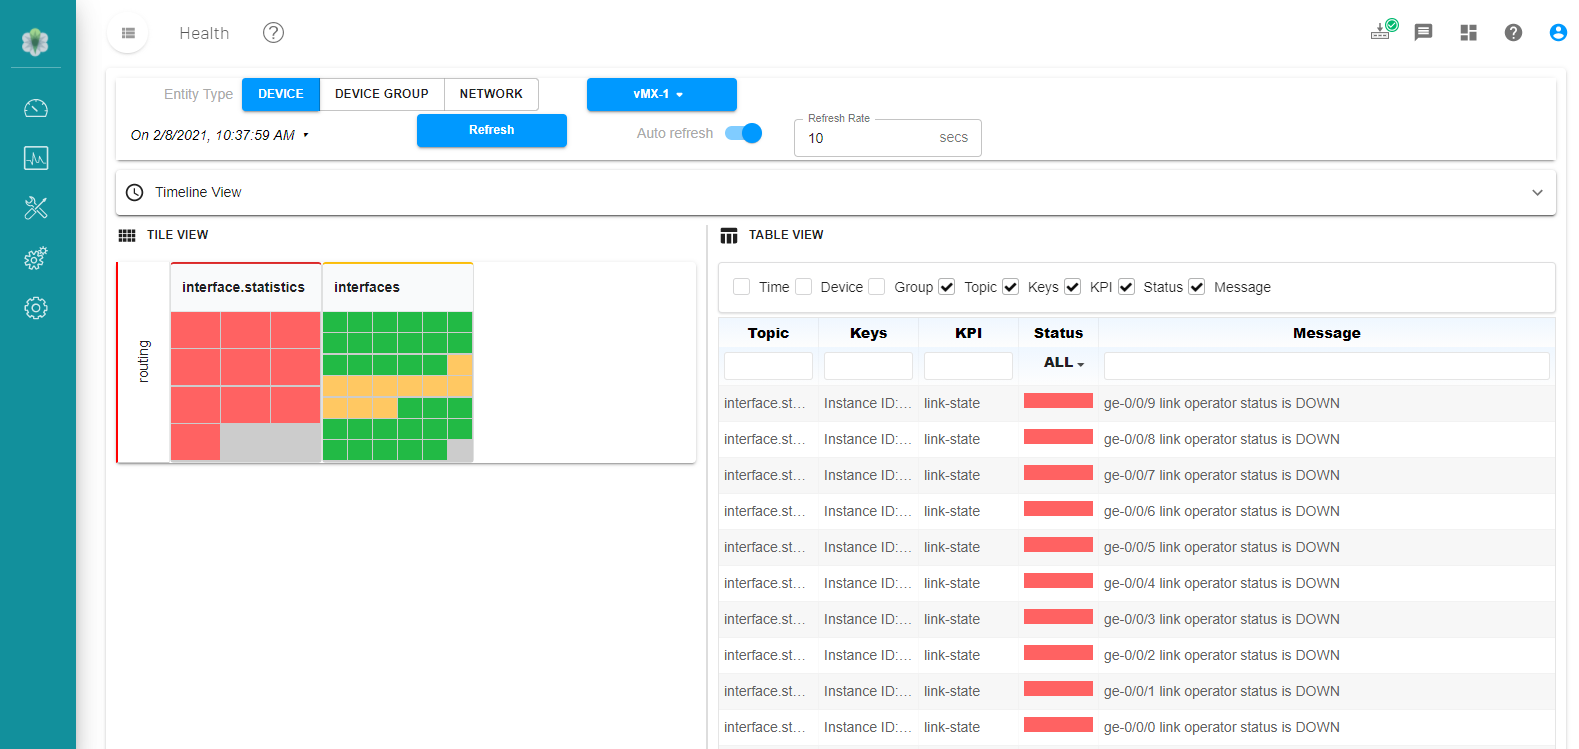 Health
Entity Type DEVICE DEVICE GROUP NETWORK vMX-1
On 2/8/2021, 10:37:59 AM Refresh Auto refresh Refresh Rate 10 secs
Timeline View
TILE VIEW
interface.statistics interfaces
routing
TABLE VIEW
Time Device Group Topic Keys KPI Status Message
Topic Keys KPI Status Message
ALL
interface.st... Instance ID:... link-state ge-0/0/9 link operator status is DOWN
interface.st... Instance ID:... link-state ge-0/0/8 link operator status is DOWN
interface.st... Instance ID:... link-state ge-0/0/7 link operator status is DOWN
interface.st... Instance ID:... link-state ge-0/0/6 link operator status is DOWN
interface.st... Instance ID:... link-state ge-0/0/5 link operator status is DOWN
interface.st... Instance ID:... link-state ge-0/0/4 link operator status is DOWN
interface.st... Instance ID:... link-state ge-0/0/3 link operator status is DOWN
interface.st... Instance ID:... link-state ge-0/0/2 link operator status is DOWN
interface.st... Instance ID:... link-state ge-0/0/1 link operator status is DOWN
interface.st... Instance ID:... link-state ge-0/0/0 link operator status is DOWN